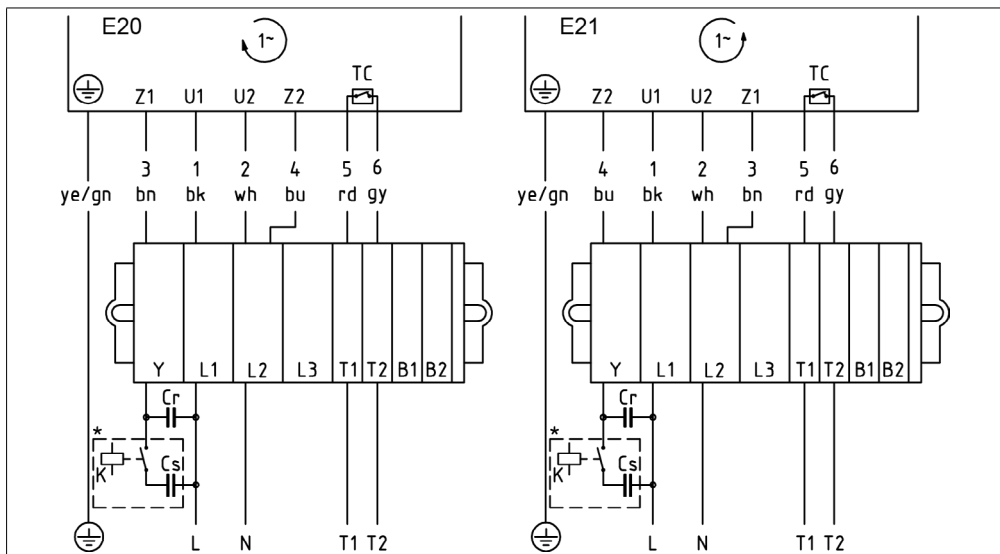 E20
1~
TC
Z1 U1 U2 Z2
3 1 2 4 5 6
ye/gn bn bk wh bu rd gy
Y L1 L2 L3 T1 T2 B1 B2
Cr
*
K Cs
L N T1 T2
E21
1~
TC
Z2 U1 U2 Z1
4 1 2 3 5 6
ye/gn bu bk wh bn rd gy
Y L1 L2 L3 T1 T2 B1 B2
Cr
*
K Cs
L N T1 T2